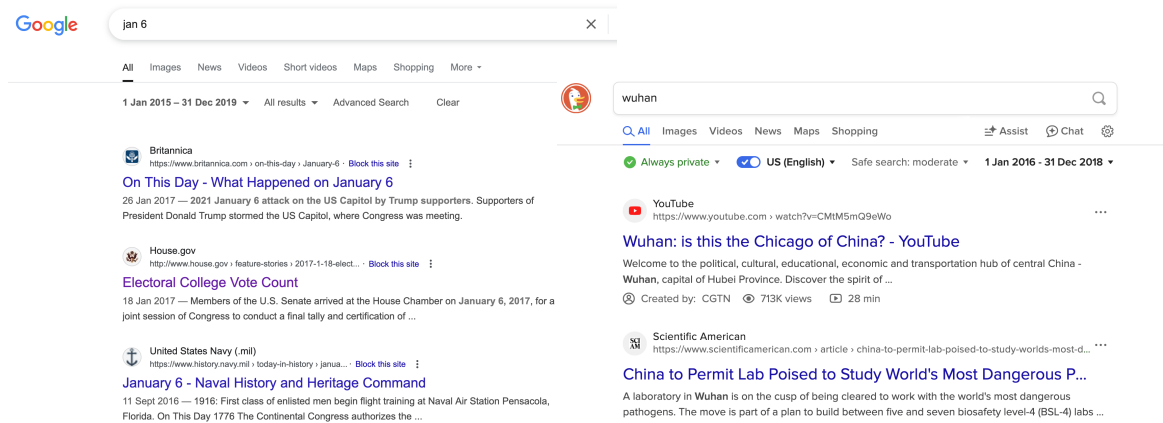 Google
jan 6
All Images News Videos Short videos Maps Shopping More
1 Jan 2015 – 31 Dec 2019 All results Advanced Search Clear
Britannica
https://www.britannica.com › on-this-day › January-6 · Block this site
On This Day - What Happened on January 6
26 Jan 2017 — 2021 January 6 attack on the US Capitol by Trump supporters. Supporters of
President Donald Trump stormed the US Capitol, where Congress was meeting.
House.gov
http://www.house.gov › feature-stories › 2017-1-18-elect... · Block this site
Electoral College Vote Count
18 Jan 2017 — Members of the U.S. Senate arrived at the House Chamber on January 6, 2017, for a
joint session of Congress to conduct a final tally and certification of ...
United States Navy (.mil)
https://www.history.navy.mil › today-in-history › janua... · Block this site
January 6 - Naval History and Heritage Command
11 Sept 2016 — 1916: First class of enlisted men begin flight training at Naval Air Station Pensacola,
Florida. On This Day 1776 The Continental Congress authorizes the ...
wuhan
All Images Videos News Maps Shopping Assist Chat
Always private US (English) Safe search: moderate 1 Jan 2016 - 31 Dec 2018
YouTube
https://www.youtube.com › watch?v=CMtM5mQ9eWo
Wuhan: is this the Chicago of China? - YouTube
Welcome to the political, cultural, educational, economic and transportation hub of central China -
Wuhan, capital of Hubei Province. Discover the spirit of ...
Created by: CGTN 713K views 28 min
SCI
AM
Scientific American
https://www.scientificamerican.com › article › china-to-permit-lab-poised-to-study-worlds-most-d...
China to Permit Lab Poised to Study World's Most Dangerous P...
A laboratory in Wuhan is on the cusp of being cleared to work with the world's most dangerous
pathogens. The move is part of a plan to build between five and seven biosafety level-4 (BSL-4) labs ...